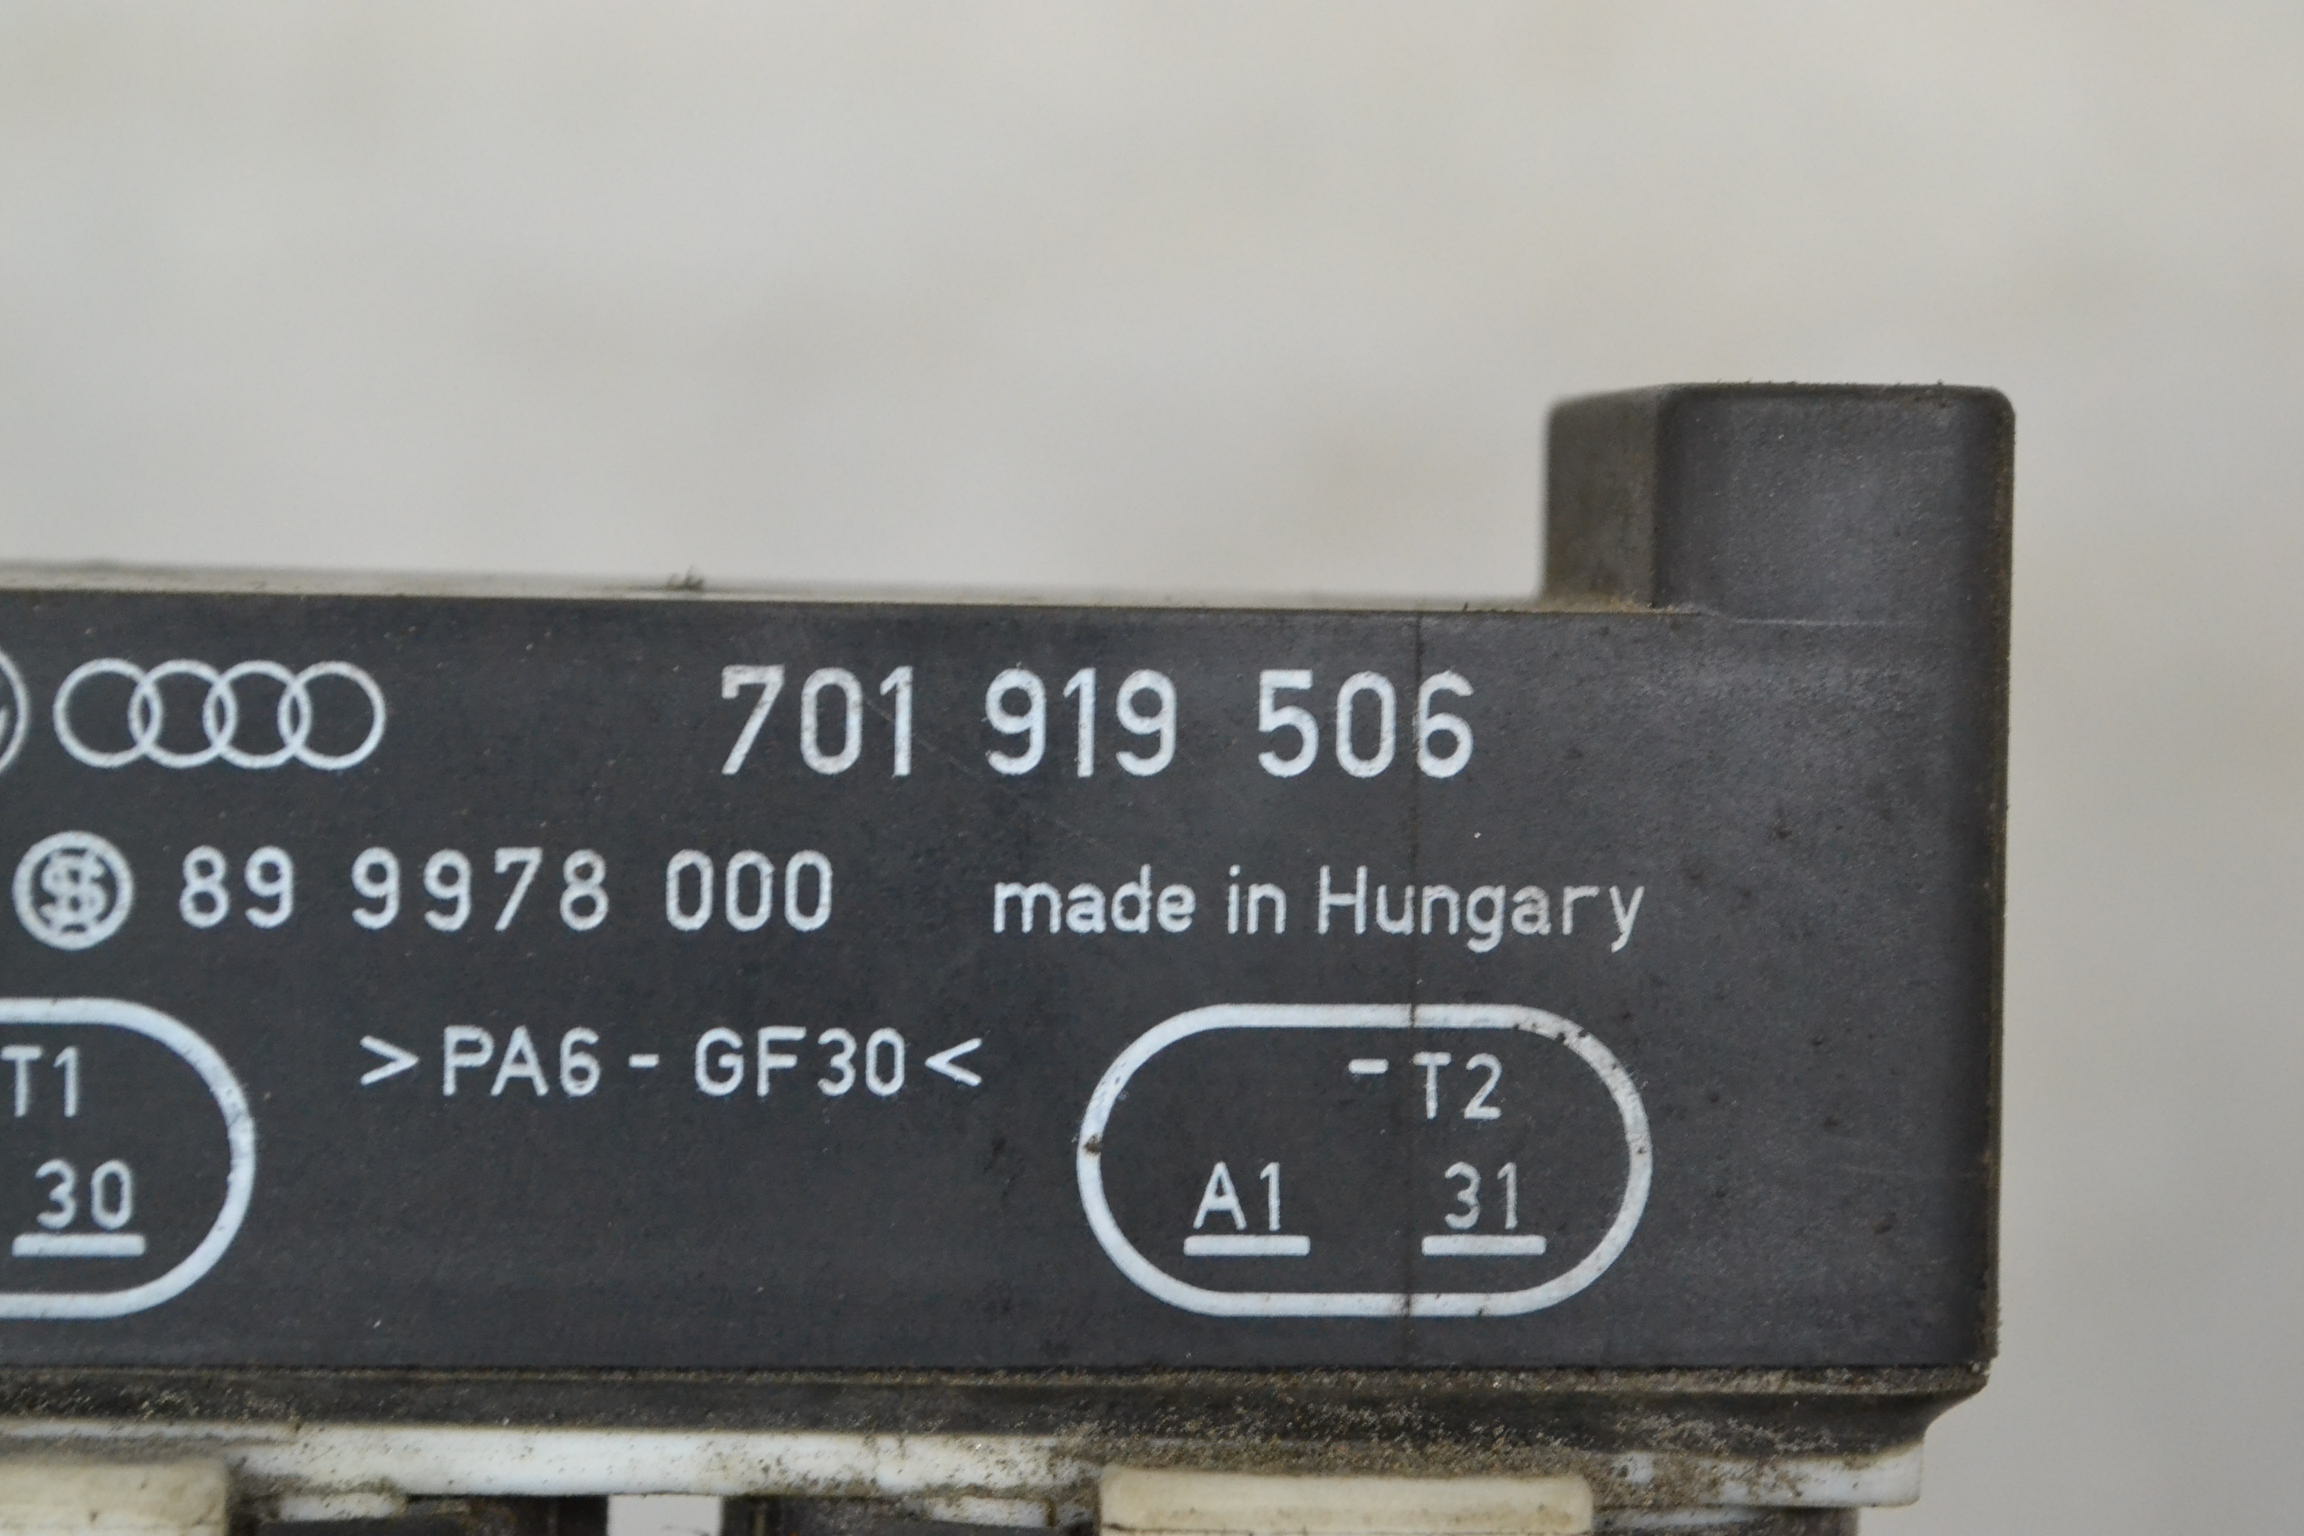 701 919 506
89 9978 000 made in Hungary
T1 >PA6-GF30< -T2
30 A1 31